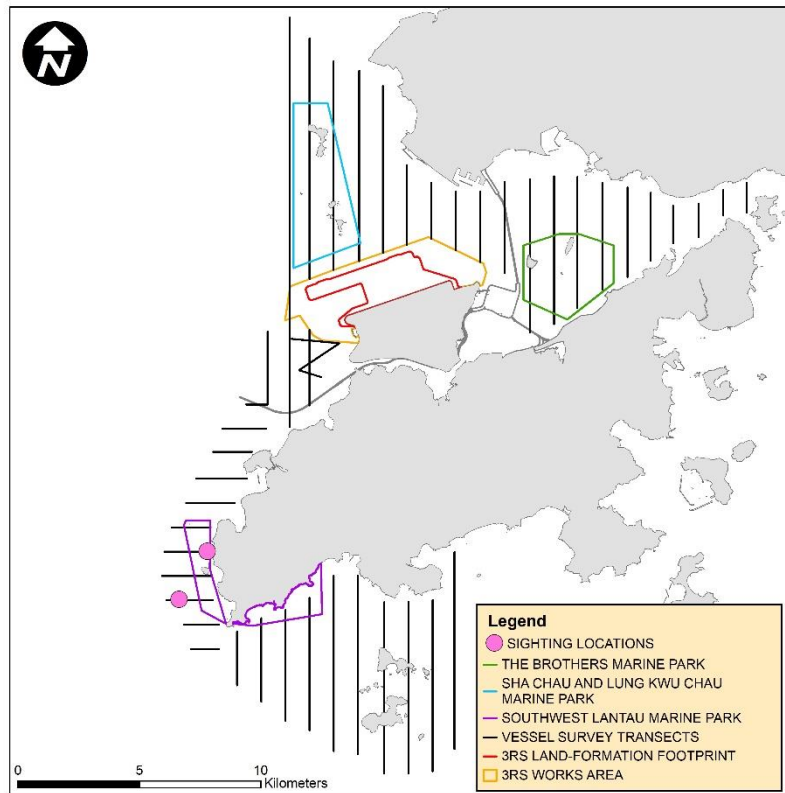 N
Legend
SIGHTING LOCATIONS
THE BROTHERS MARINE PARK
SHA CHAU AND LUNG KWU CHAU
MARINE PARK
SOUTHWEST LANTAU MARINE PARK
VESSEL SURVEY TRANSECTS
3RS LAND-FORMATION FOOTPRINT
3RS WORKS AREA
0 5 10
Kilometers